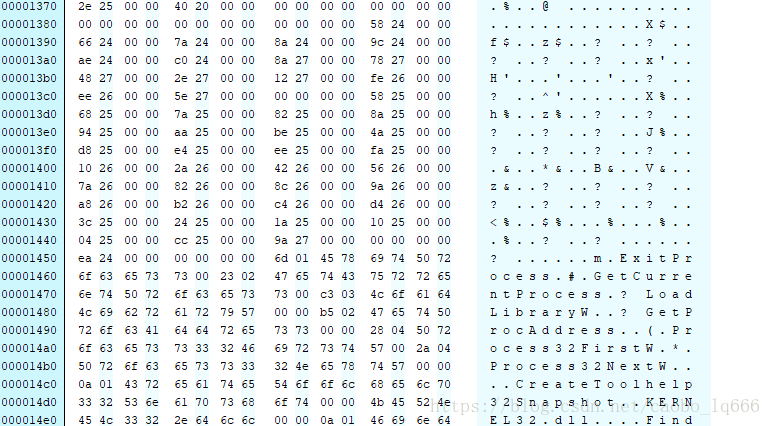 00001370 2e 25 00 00 40 20 00 00 00 00 00 00 00 00 00 00 .%..@ ...........
00001380 00 00 00 00 00 00 00 00 00 00 00 00 58 24 00 00 ............X$..
00001390 66 24 00 00 7a 24 00 00 8a 24 00 00 9c 24 00 00 f$..z$..? ..? ..
000013a0 ae 24 00 00 c0 24 00 00 8a 27 00 00 78 27 00 00 ? ..? ..? ..x'..
000013b0 48 27 00 00 2e 27 00 00 12 27 00 00 fe 26 00 00 H'...'...'..? ..
000013c0 ee 26 00 00 5e 27 00 00 00 00 00 00 58 25 00 00 ? ..^'......X%..
000013d0 68 25 00 00 7a 25 00 00 82 25 00 00 8a 25 00 00 h%..z%..? ..? ..
000013e0 94 25 00 00 aa 25 00 00 be 25 00 00 4a 25 00 00 ? ..? ..? ..J%..
000013f0 d8 25 00 00 e4 25 00 00 ee 25 00 00 fa 25 00 00 ? ..? ..? ..? ..
00001400 10 26 00 00 2a 26 00 00 42 26 00 00 56 26 00 00 .&..*&..B&..V&..
00001410 7a 26 00 00 82 26 00 00 8c 26 00 00 9a 26 00 00 z&..? ..? ..? ..
00001420 a8 26 00 00 b2 26 00 00 c4 26 00 00 d4 26 00 00 ? ..? ..? ..? ..
00001430 3c 25 00 00 24 25 00 00 1a 25 00 00 10 25 00 00 <%..$%...%...%..
00001440 04 25 00 00 cc 25 00 00 9a 27 00 00 00 00 00 00 .%..? ..? ......
00001450 ea 24 00 00 00 00 00 00 6d 01 45 78 69 74 50 72 ? ......m.ExitPr
00001460 6f 63 65 73 73 00 23 02 47 65 74 43 75 72 72 65 ocess.#.GetCurre
00001470 6e 74 50 72 6f 63 65 73 73 00 c3 03 4c 6f 61 64 ntProcess.? Load
00001480 4c 69 62 72 61 72 79 57 00 00 b5 02 47 65 74 50 LibraryW..? GetP
00001490 72 6f 63 41 64 64 72 65 73 73 00 00 28 04 50 72 rocAddress..(.Pr
000014a0 6f 63 65 73 73 33 32 46 69 72 73 74 57 00 2a 04 ocess32FirstW.*.
000014b0 50 72 6f 63 65 73 73 33 32 4e 65 78 74 57 00 00 Process32NextW..
000014c0 0a 01 43 72 65 61 74 65 54 6f 6f 6c 68 65 6c 70 ..CreateToolhelp
000014d0 33 32 53 6e 61 70 73 68 6f 74 00 00 4b 45 52 4e 32Snapshot..KERN
000014e0 45 4c 33 32 2e 64 6c 6c 00 00 0a 01 46 69 6e 64 EL32.dll....Find